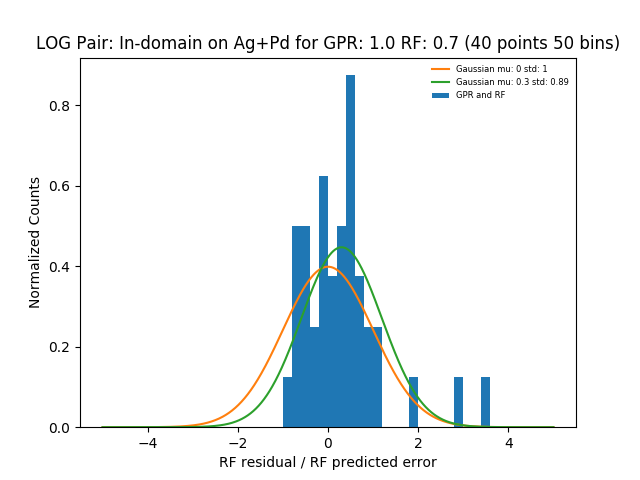 LOG Pair: In-domain on Ag+Pd for GPR: 1.0 RF: 0.7 (40 points 50 bins)
Gaussian mu: 0 std: 1
Gaussian mu: 0.3 std: 0.89
GPR and RF
Normalized Counts
0.8
0.6
0.4
0.2
0.0
−4 −2 0 2 4
RF residual / RF predicted error